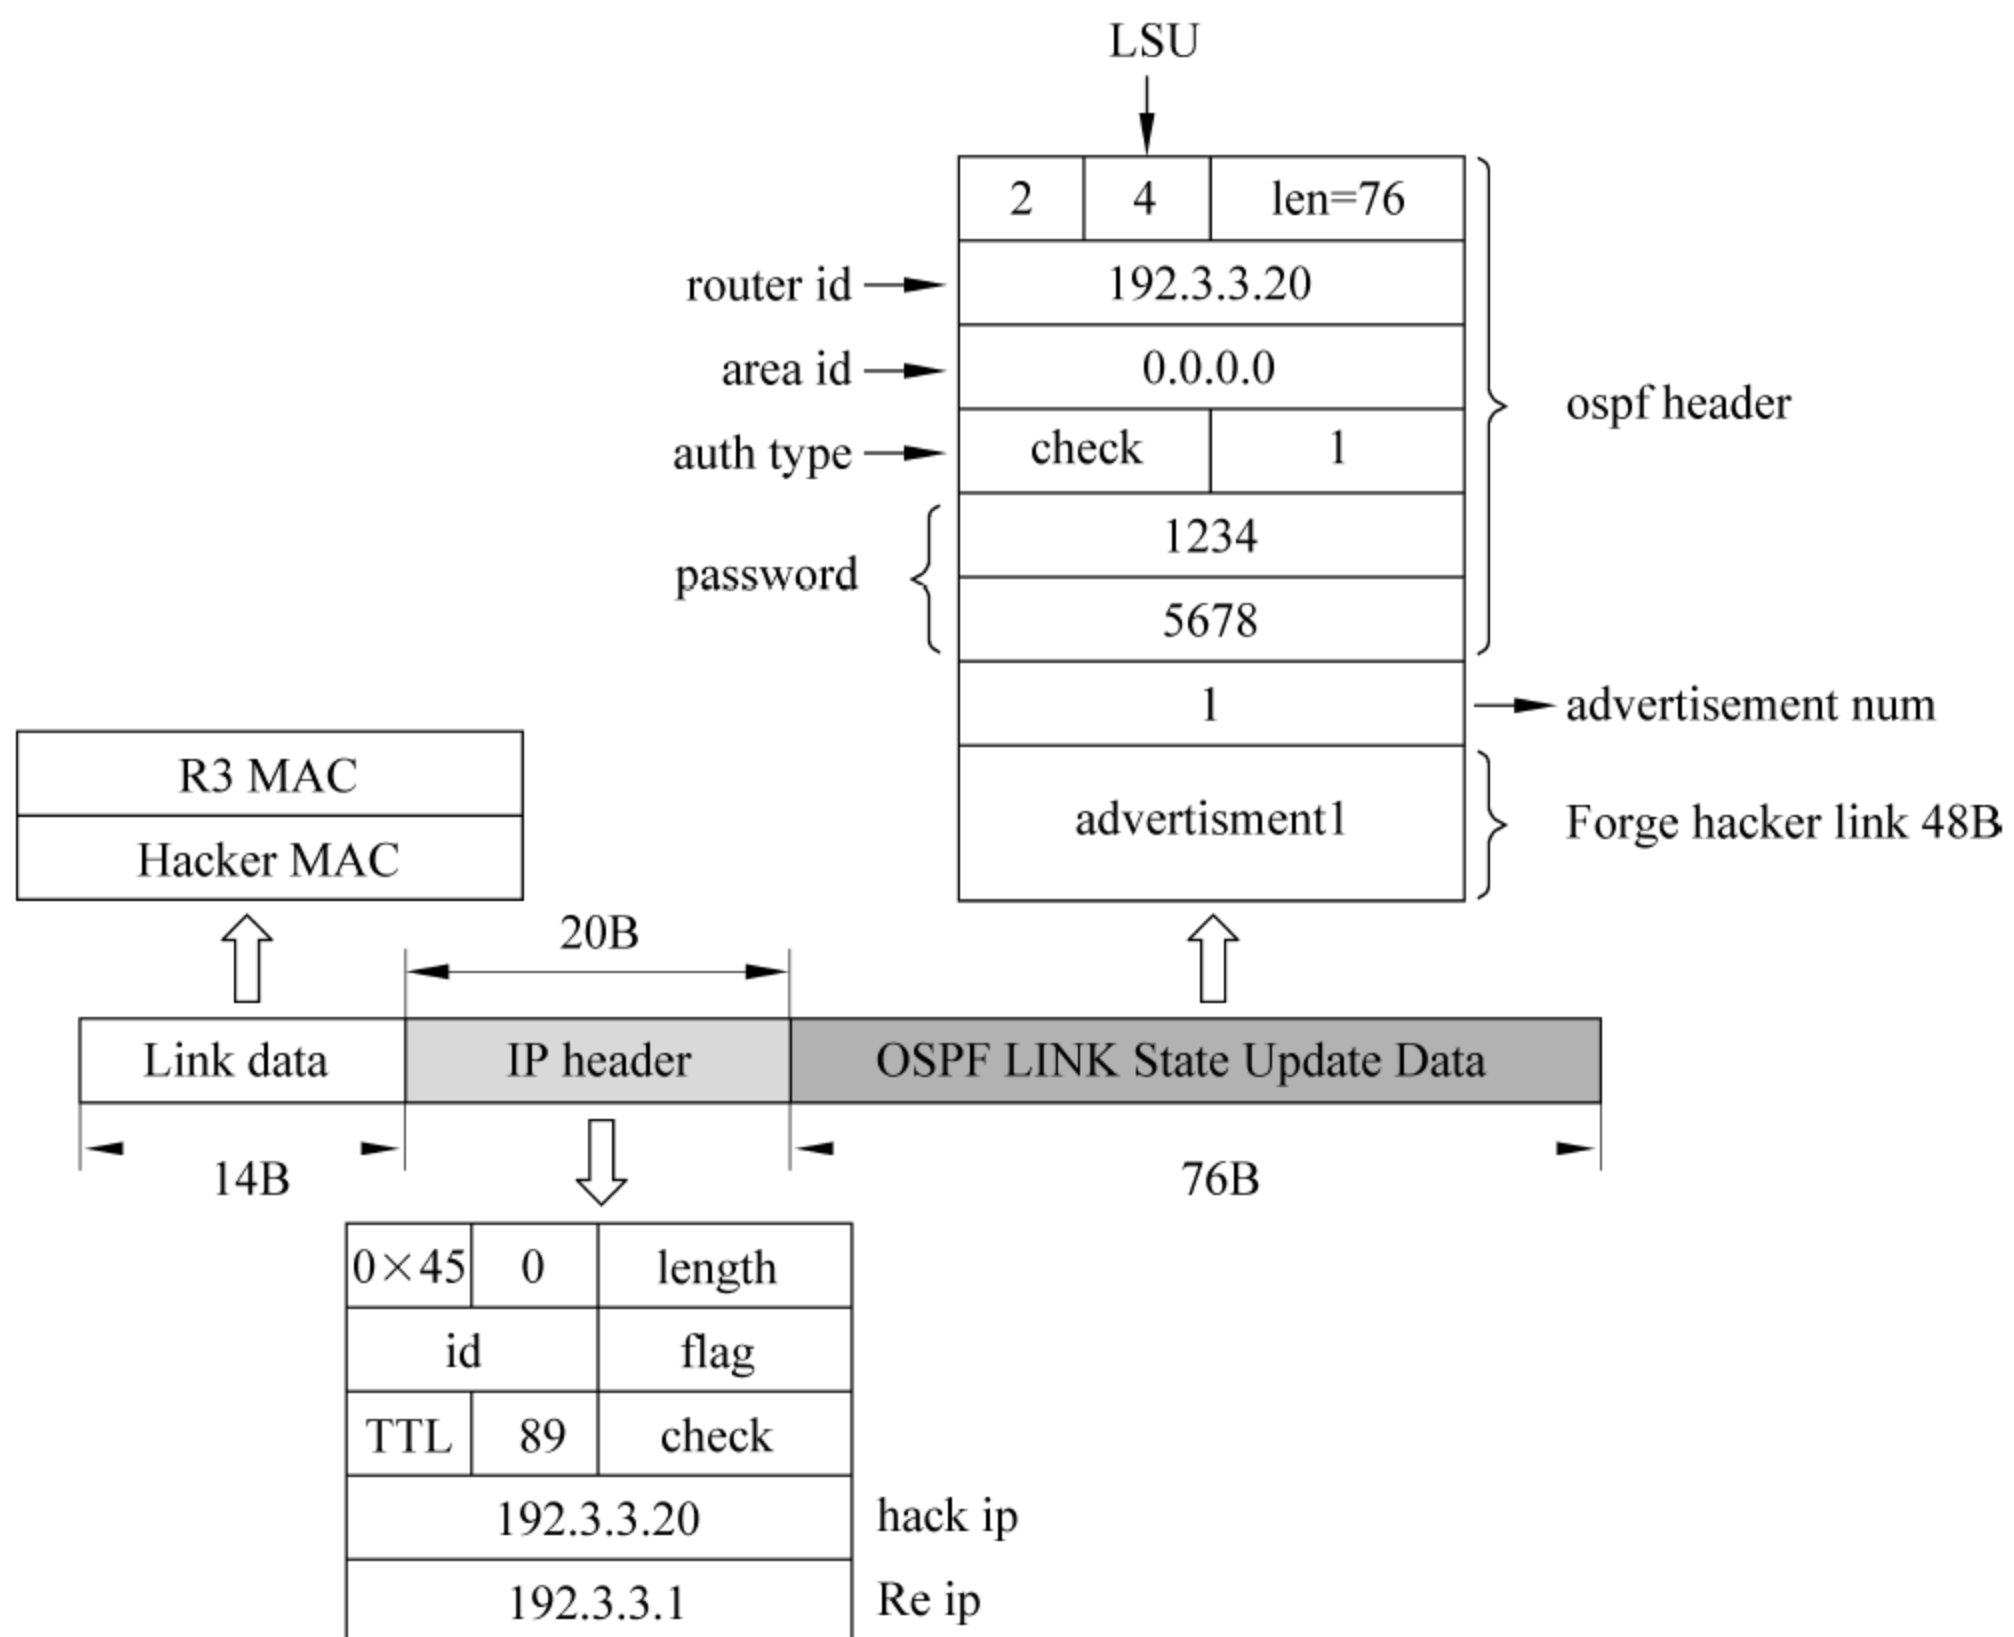 LSU
2 4 len=76
router id 192.3.3.20
area id 0.0.0.0
auth type check 1
ospf header
password
1234
5678
1 advertisement num
advertisment1 Forge hacker link 48B
R3 MAC
Hacker MAC
20B
Link data IP header OSPF LINK State Update Data
14B 76B
0×45 0 length
id flag
TTL 89 check
192.3.3.20 hack ip
192.3.3.1 Re ip